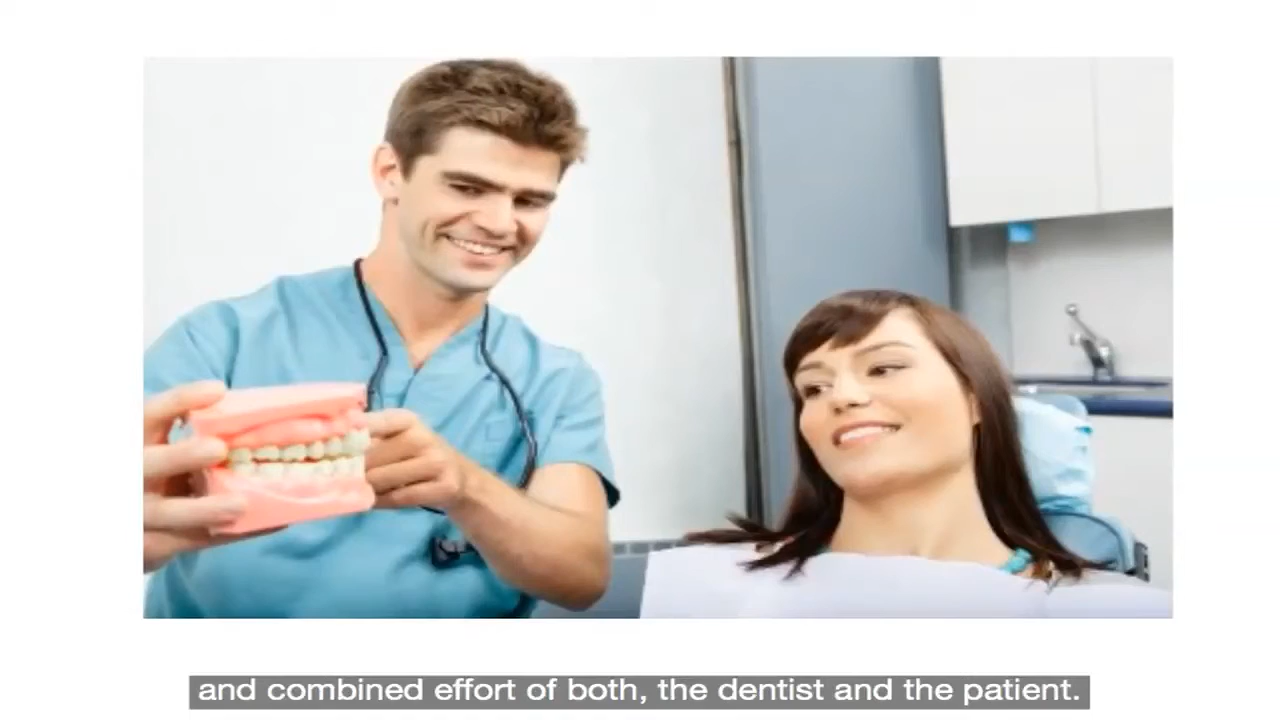 and combined effort of both, the dentist and the patient.